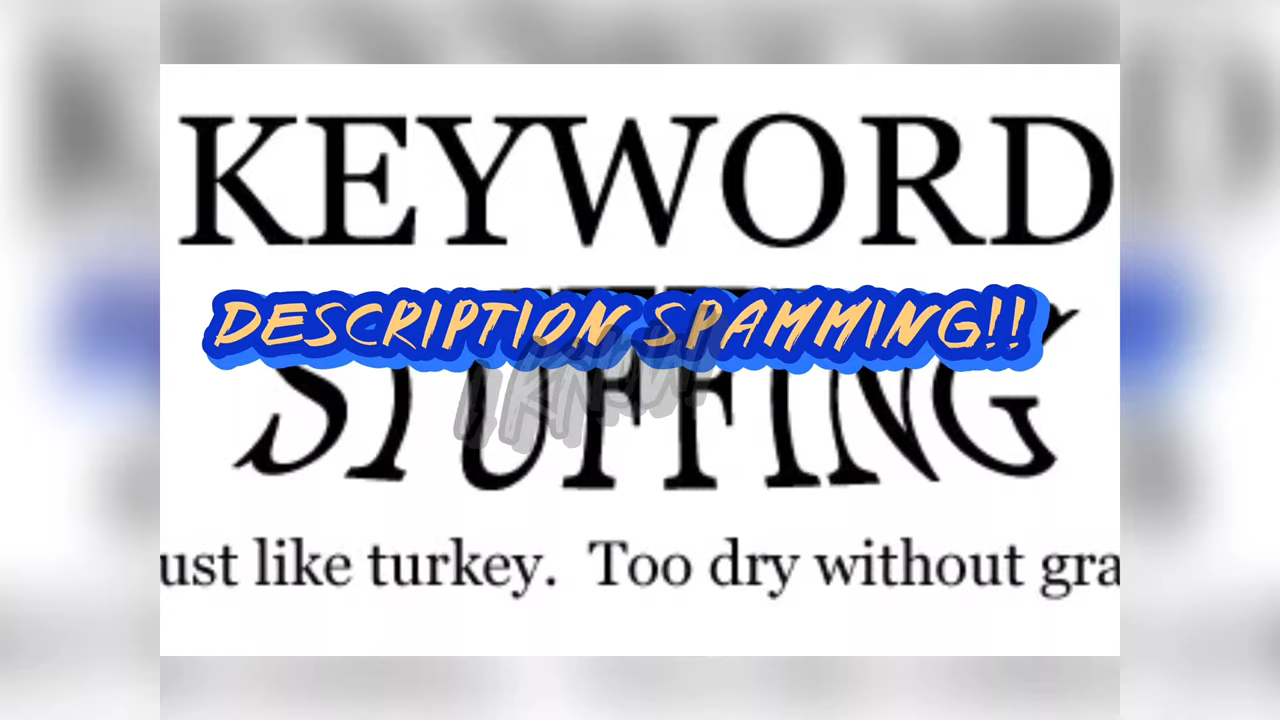 KEYWORD
DESCRIPTION SPAMMING!!
STUFFING
ust like turkey. Too dry without gra